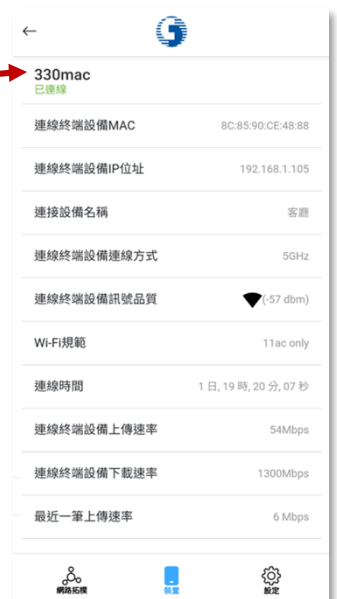 330mac
已連線
連線終端設備MAC 8C:85:90:CE:48:88
連線終端設備IP位址 192.168.1.105
連接設備名稱 客廳
連線終端設備連線方式 5GHz
連線終端設備訊號品質 (-57 dbm)
Wi-Fi規範 11ac only
連線時間 1 日, 19 時, 20 分, 07 秒
連線終端設備上傳速率 54Mbps
連線終端設備下載速率 1300Mbps
最近一筆上傳速率 6 Mbps
網路拓樸 裝置 設定